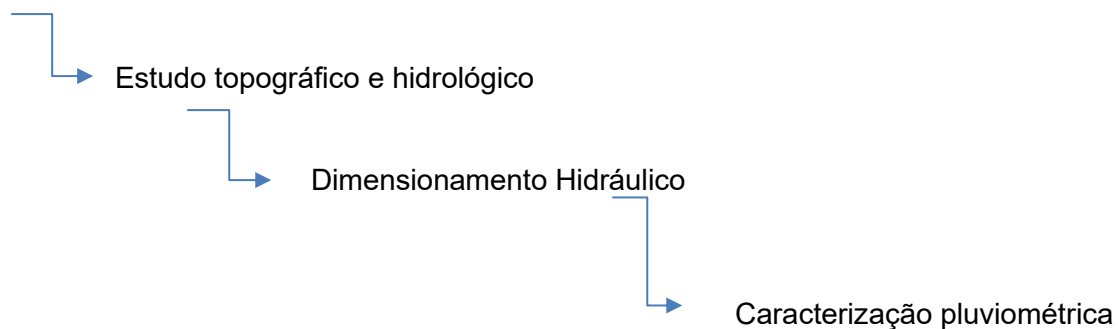 Estudo topográfico e hidrológico
Dimensionamento Hidráulico
Caracterização pluviométrica